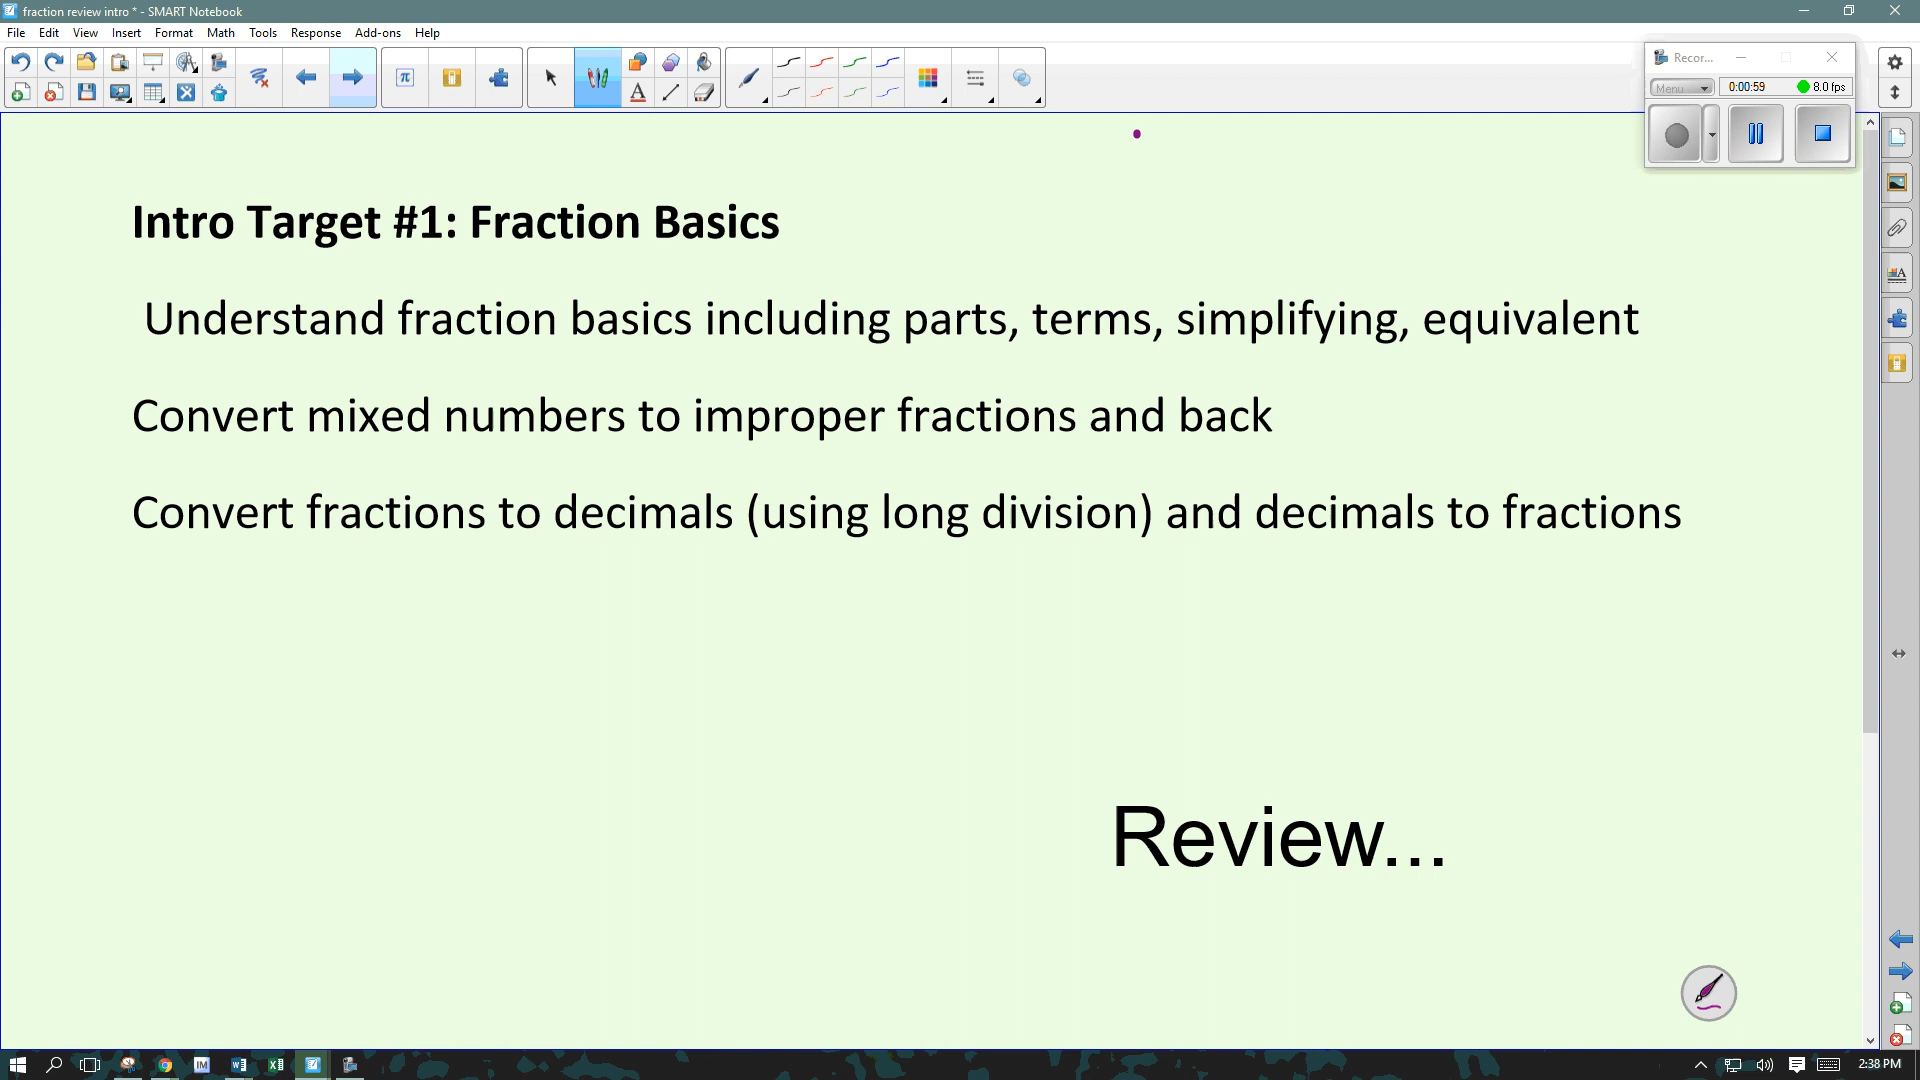 fraction review intro * - SMART Notebook
File Edit View Insert Format Math Tools Response Add-ons Help
Recor...
Menu 0:00:59 8.0 fps
Intro Target #1: Fraction Basics
Understand fraction basics including parts, terms, simplifying, equivalent
Convert mixed numbers to improper fractions and back
Convert fractions to decimals (using long division) and decimals to fractions
Review...
2:38 PM